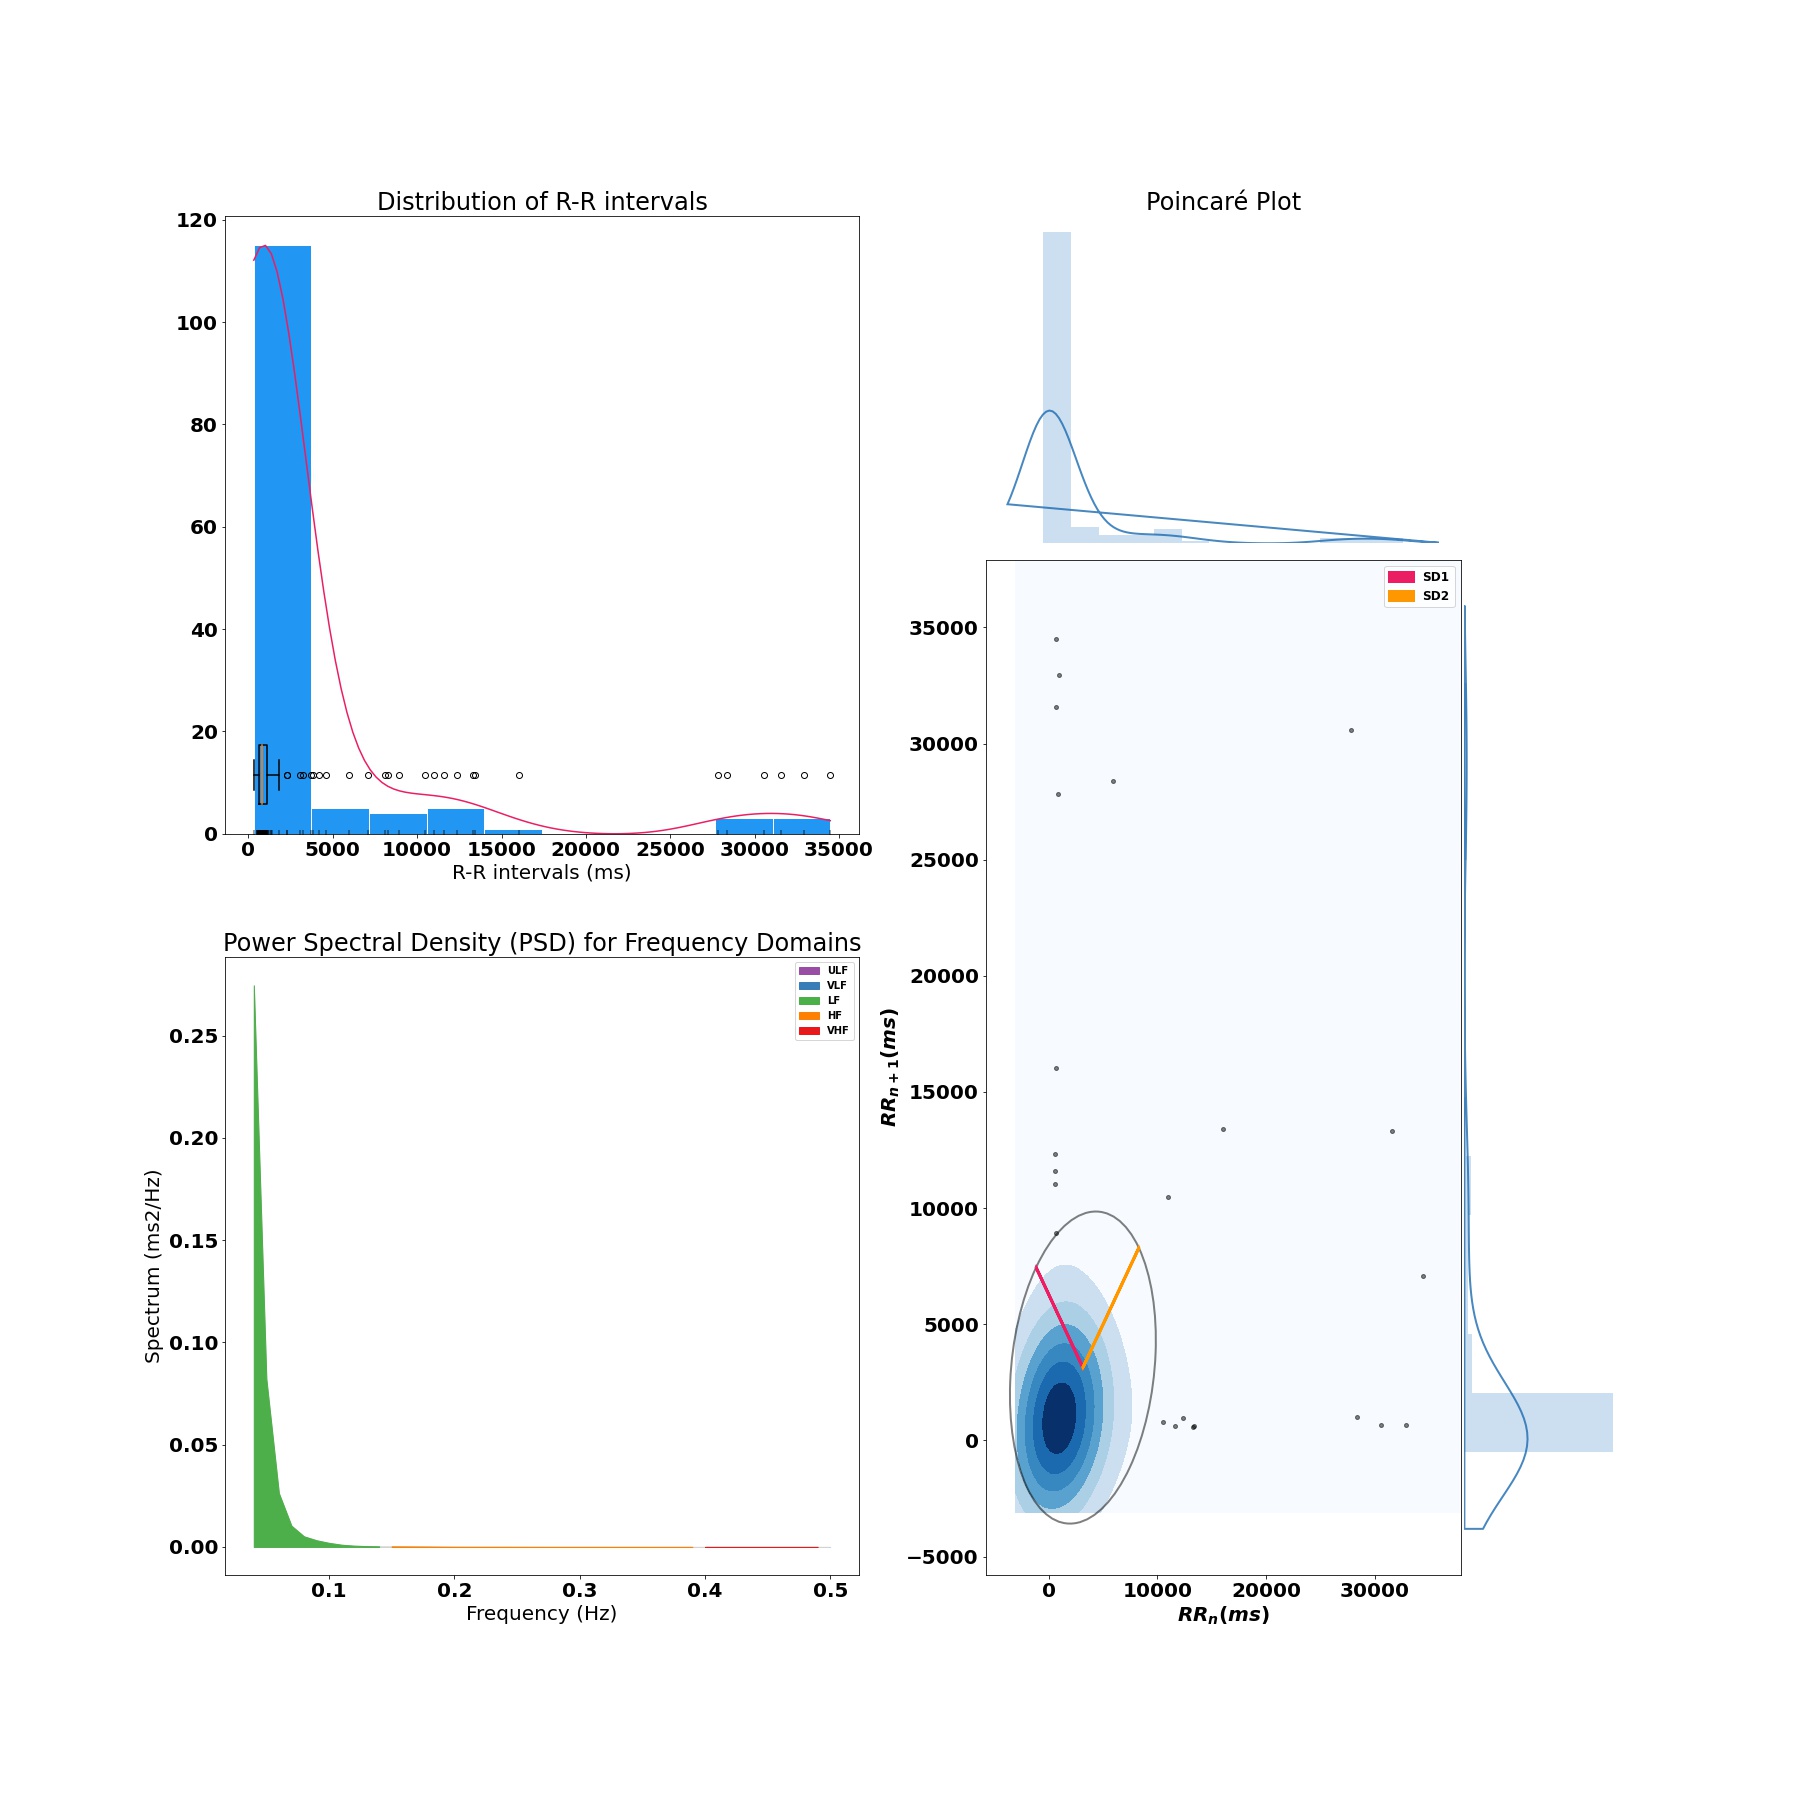 Distribution of R-R intervals
120
100
80
60
40
20
0
0 5000 10000 15000 20000 25000 30000 35000
R-R intervals (ms)
Power Spectral Density (PSD) for Frequency Domains
ULF
VLF
LF
HF
VHF
0.25
0.20
0.15
0.10
0.05
0.00
Spectrum (ms2/Hz)
0.1 0.2 0.3 0.4 0.5
Frequency (Hz)
Poincaré Plot
SD1
SD2
35000
30000
25000
20000
15000
10000
5000
0
−5000
RRn+1(ms)
0 10000 20000 30000
RRn(ms)